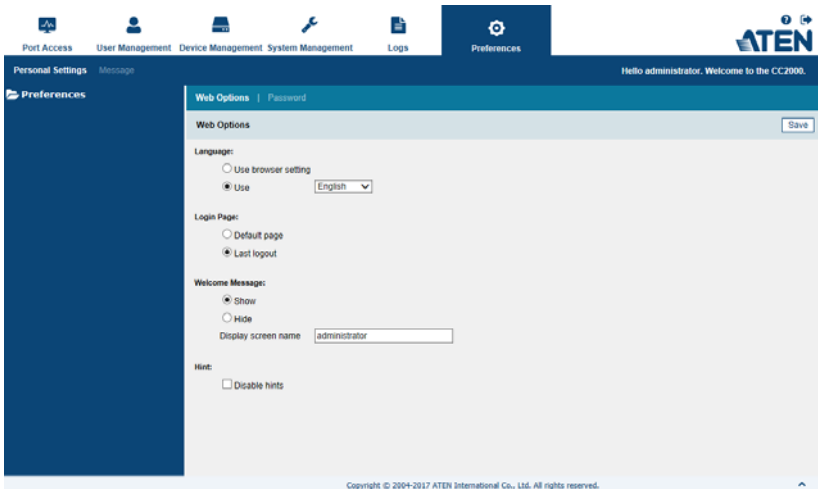 ATEN
Port Access User Management Device Management System Management Logs Preferences
Personal Settings Message Hello administrator. Welcome to the CC2000.
Preferences
Web Options | Password
Web Options Save
Language:
Use browser setting
Use English
Login Page:
Default page
Last logout
Welcome Message:
Show
Hide
Display screen name administrator
Hint:
Disable hints
Copyright © 2004-2017 ATEN International Co., Ltd. All rights reserved.